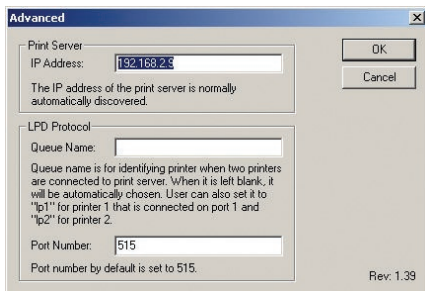 Advanced
Print Server
OK
IP Address: 192.168.2.9
Cancel
The IP address of the print server is normally
automatically discovered.
LPD Protocol
Queue Name:
Queue name is for identifying printer when two printers
are connected to print server. When it is left blank, it
will be automatically chosen. User can also set it to
"lp1" for printer 1 that is connected on port 1 and
"lp2" for printer 2.
Port Number: 515
Port number by default is set to 515.
Rev: 1.39